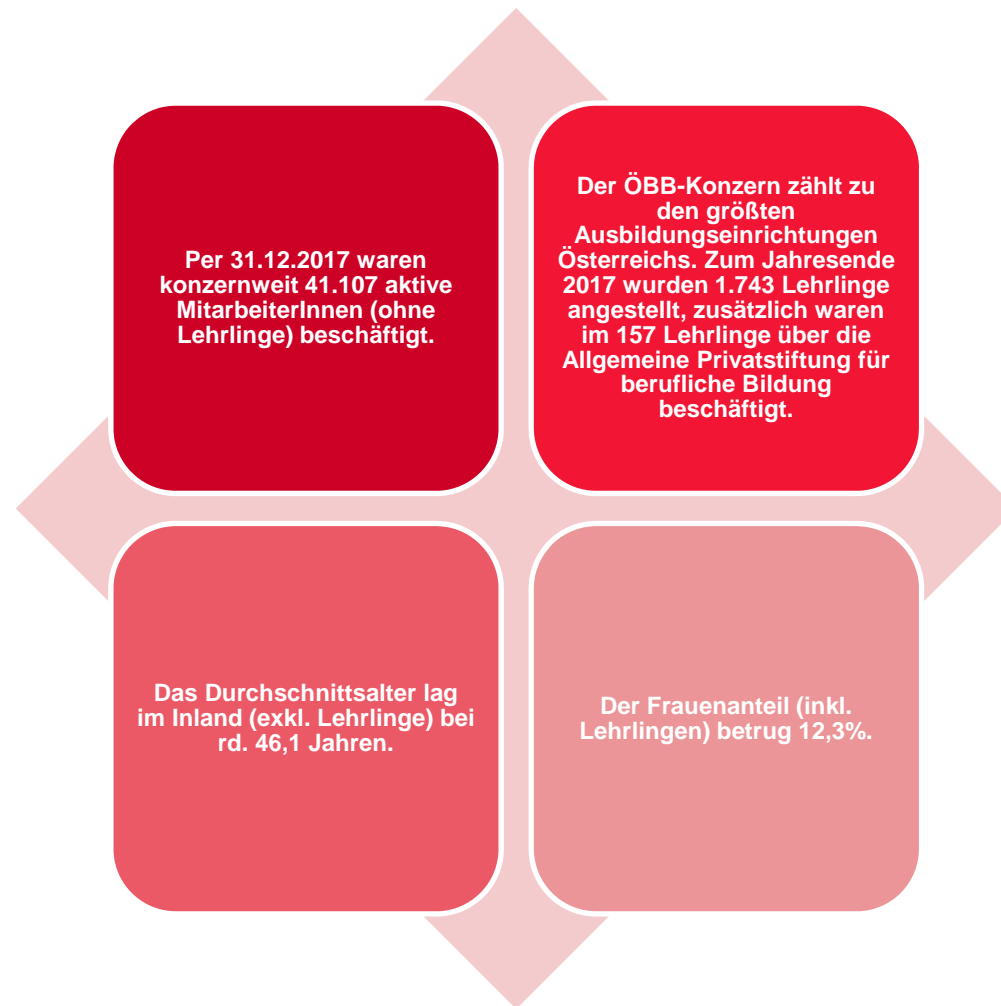 Per 31.12.2017 waren
konzernweit 41.107 aktive
MitarbeiterInnen (ohne
Lehrlinge) beschäftigt.
Der ÖBB-Konzern zählt zu
den größten
Ausbildungseinrichtungen
Österreichs. Zum Jahresende
2017 wurden 1.743 Lehrlinge
angestellt, zusätzlich waren
im 157 Lehrlinge über die
Allgemeine Privatstiftung für
berufliche Bildung
beschäftigt.
Das Durchschnittsalter lag
im Inland (exkl. Lehrlinge) bei
rd. 46,1 Jahren.
Der Frauenanteil (inkl.
Lehrlingen) betrug 12,3%.